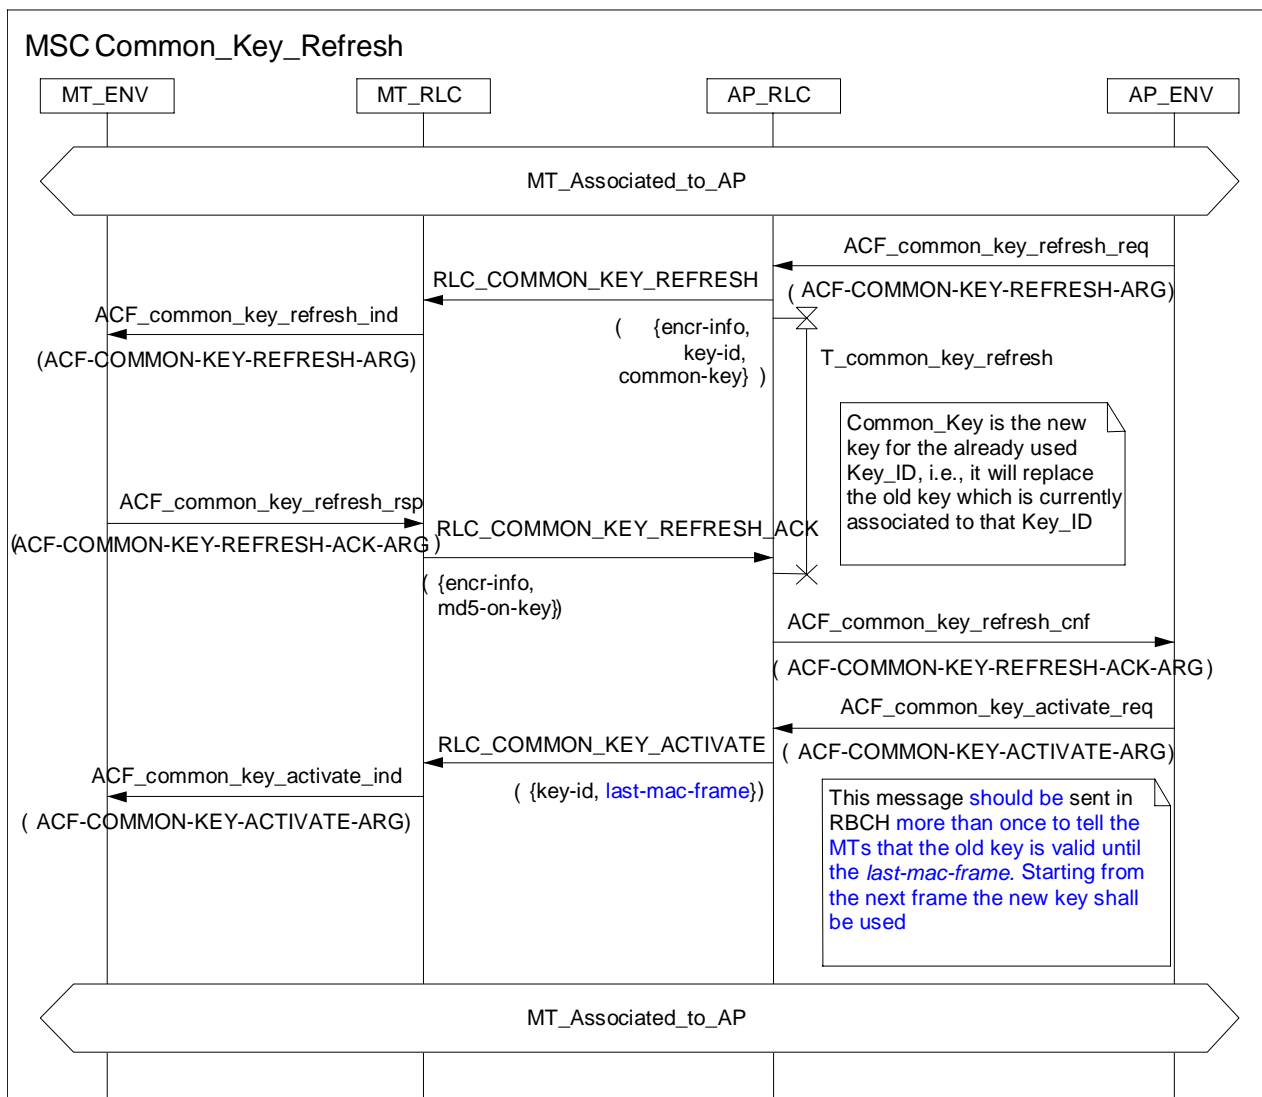 MSC Common_Key_Refresh
MT_ENV
MT_RLC
AP_RLC
AP_ENV
MT_Associated_to_AP
ACF_common_key_refresh_req
( ACF-COMMON-KEY-REFRESH-ARG)
RLC_COMMON_KEY_REFRESH
( {encr-info,
key-id,
common-key} )
ACF_common_key_refresh_ind
(ACF-COMMON-KEY-REFRESH-ARG)
T_common_key_refresh
Common_Key is the new
key for the already used
Key_ID, i.e., it will replace
the old key which is currently
associated to that Key_ID
ACF_common_key_refresh_rsp
(ACF-COMMON-KEY-REFRESH-ACK-ARG )
RLC_COMMON_KEY_REFRESH_ACK
( {encr-info,
md5-on-key})
ACF_common_key_refresh_cnf
( ACF-COMMON-KEY-REFRESH-ACK-ARG)
ACF_common_key_activate_req
( ACF-COMMON-KEY-ACTIVATE-ARG)
RLC_COMMON_KEY_ACTIVATE
( {key-id, last-mac-frame})
ACF_common_key_activate_ind
( ACF-COMMON-KEY-ACTIVATE-ARG)
This message should be sent in
RBCH more than once to tell the
MTs that the old key is valid until
the last-mac-frame. Starting from
the next frame the new key shall
be used
MT_Associated_to_AP